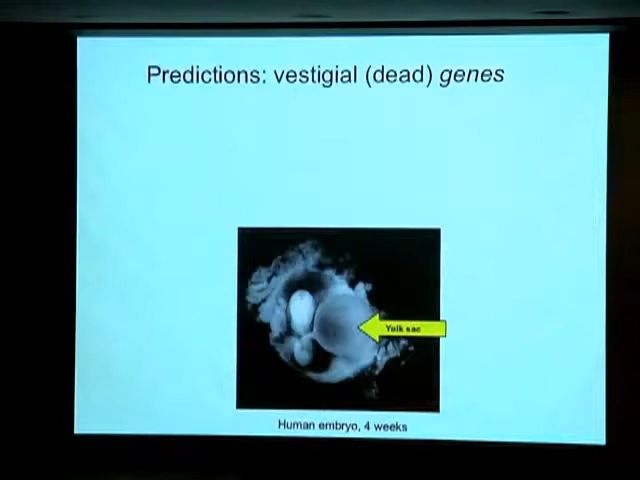 Predictions: vestigial (dead) genes
Yolk sac
Human embryo, 4 weeks